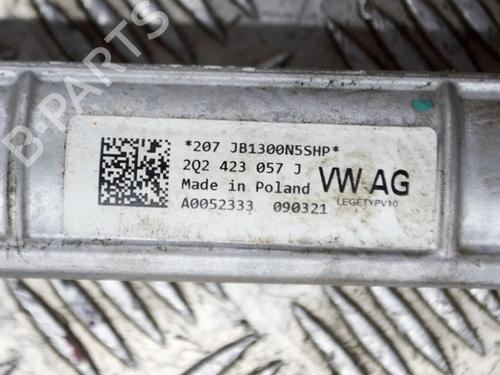 B-PARTS
*207 JB1300N5SHP*
2Q2 423 057 J
Made in Poland
A0052333 090321
VW AG
LEGETYPV10